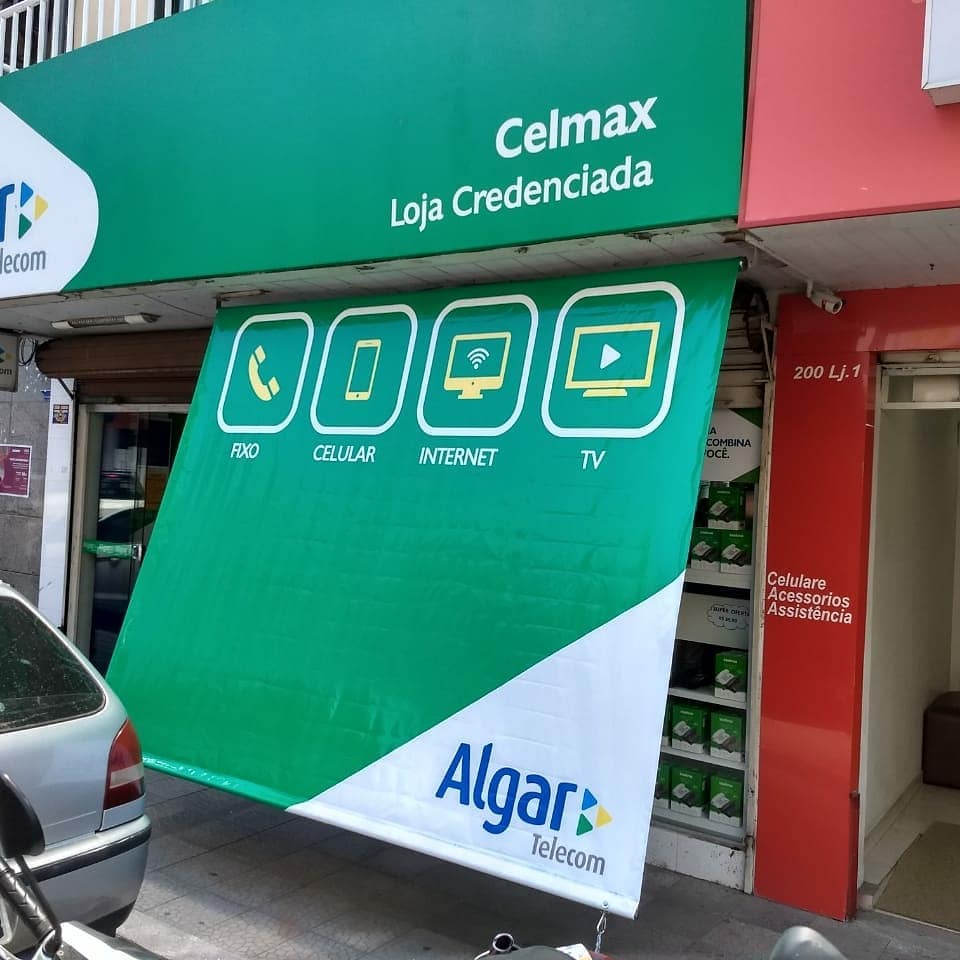 Celmax
Loja Credenciada
Telecom
FIXO
CELULAR
INTERNET
TV
200 Lj.1
COMBINA
VOCÊ.
Celulare
Acessorios
Assistência
Algar
Telecom